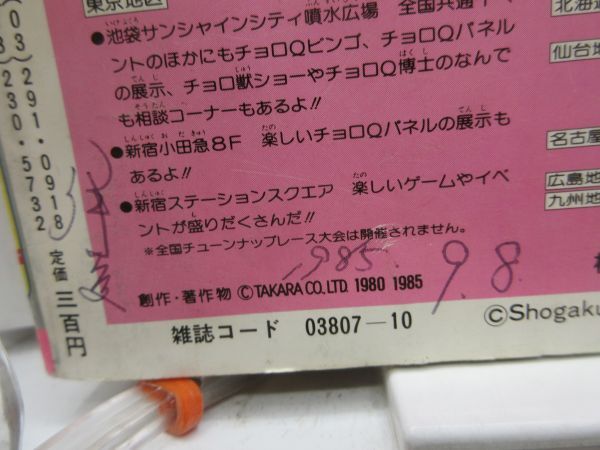 東京地区
●池袋サンシャインシティ噴水広場　全国共通イベ
ントのほかにもチョロQビンゴ、チョロQパネル
の展示、チョロ獣ショーやチョロQ博士のなんで
も相談コーナーもあるよ!!
●新宿小田急8F　楽しいチョロQパネルの展示も
あるよ!!
●新宿ステーションスクエア　楽しいゲームやイベ
ントが盛りだくさんだ!!
※全国チューンナップレース大会は開催されません。
1985. 9 8
創作・著作物 ©TAKARA CO.,LTD. 1980 1985
雑誌コード 03807-10
©Shogaku
北海道
仙台地
名古屋
広島地
九州地
291・0918
230・5732
定価 三百円